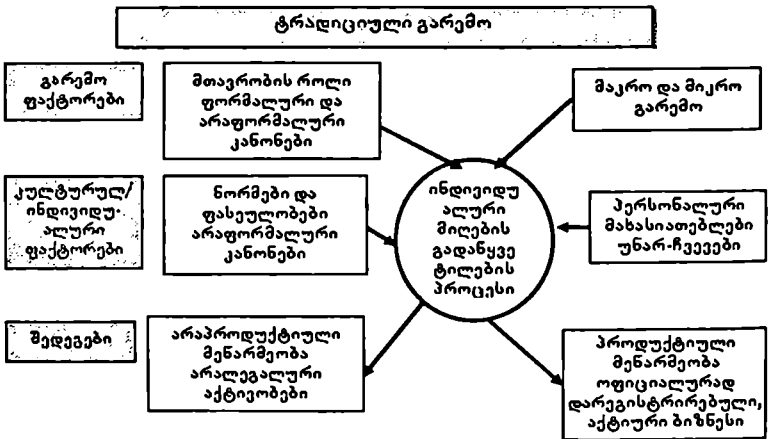 ტრადიციული გარემო
გარემო
ფაქტორები
მთავრობის როლი
ფორმალური და
არაფორმალური
კანონები
მაკრო და მიკრო
გარემო
კულტურულ/
ინდივიდუ-
ალური
ფაქტორები
ნორმები და
ფასეულობები
არაფორმალური
კანონები
ინდივიდუ
ალური
მიღების
გადაწყვე
ტილების
პროცესი
პერსონალური
მახასიათებლები
უნარ-ჩვევები
შედეგები
არაპროდუქტიული
მეწარმეობა
არალეგალური
აქტივობები
პროდუქტიული
მეწარმეობა
ოფიციალურად
დარეგისტრირებული,
აქტიური ბიზნესი